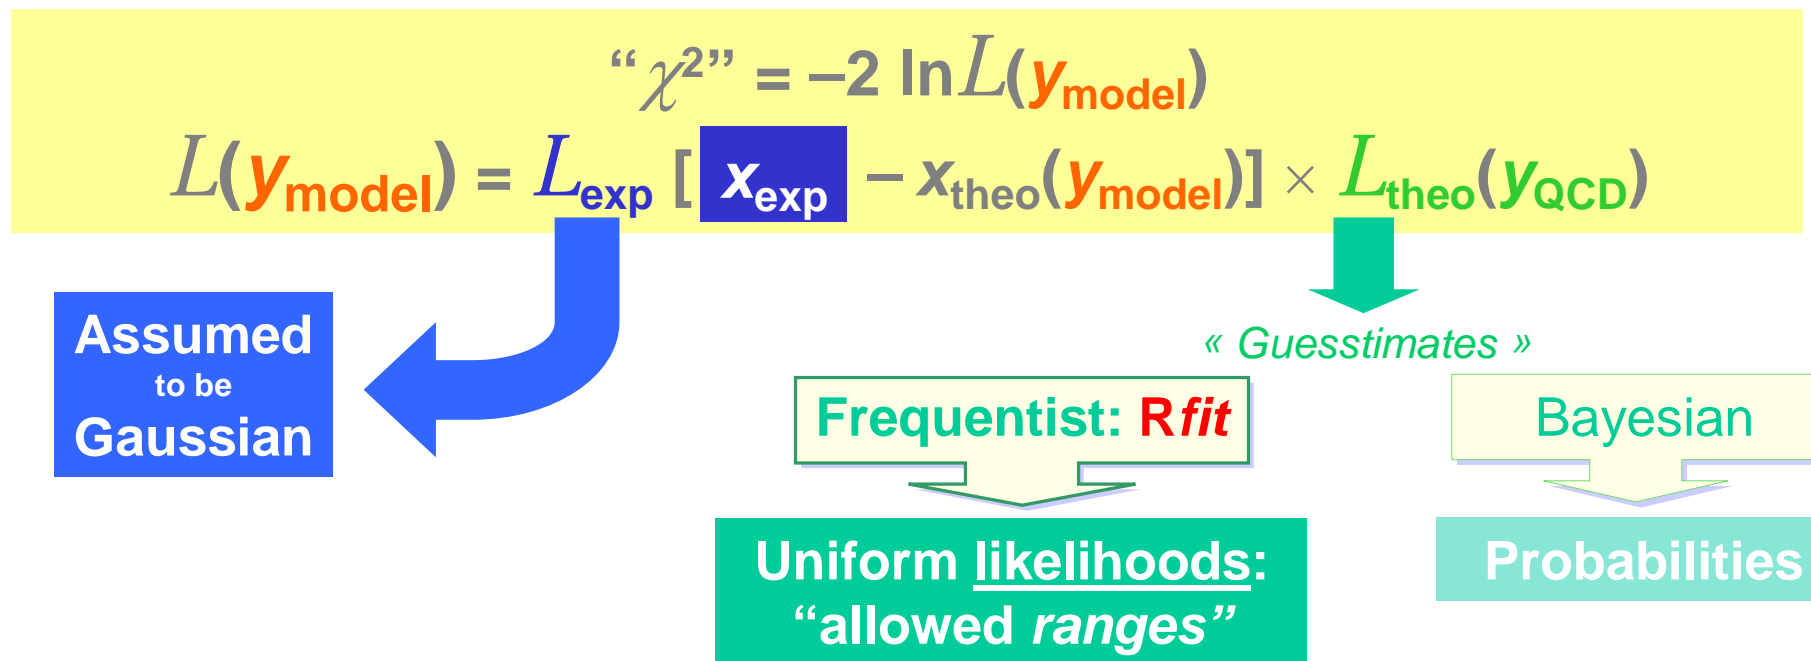 “χ²” = –2 ln L(y_model)
L(y_model) = L_exp [ x_exp – x_theo(y_model)] × L_theo(y_QCD)
Assumed
to be
Gaussian
« Guesstimates »
Frequentist: Rfit
Bayesian
Uniform likelihoods:
“allowed ranges”
Probabilities